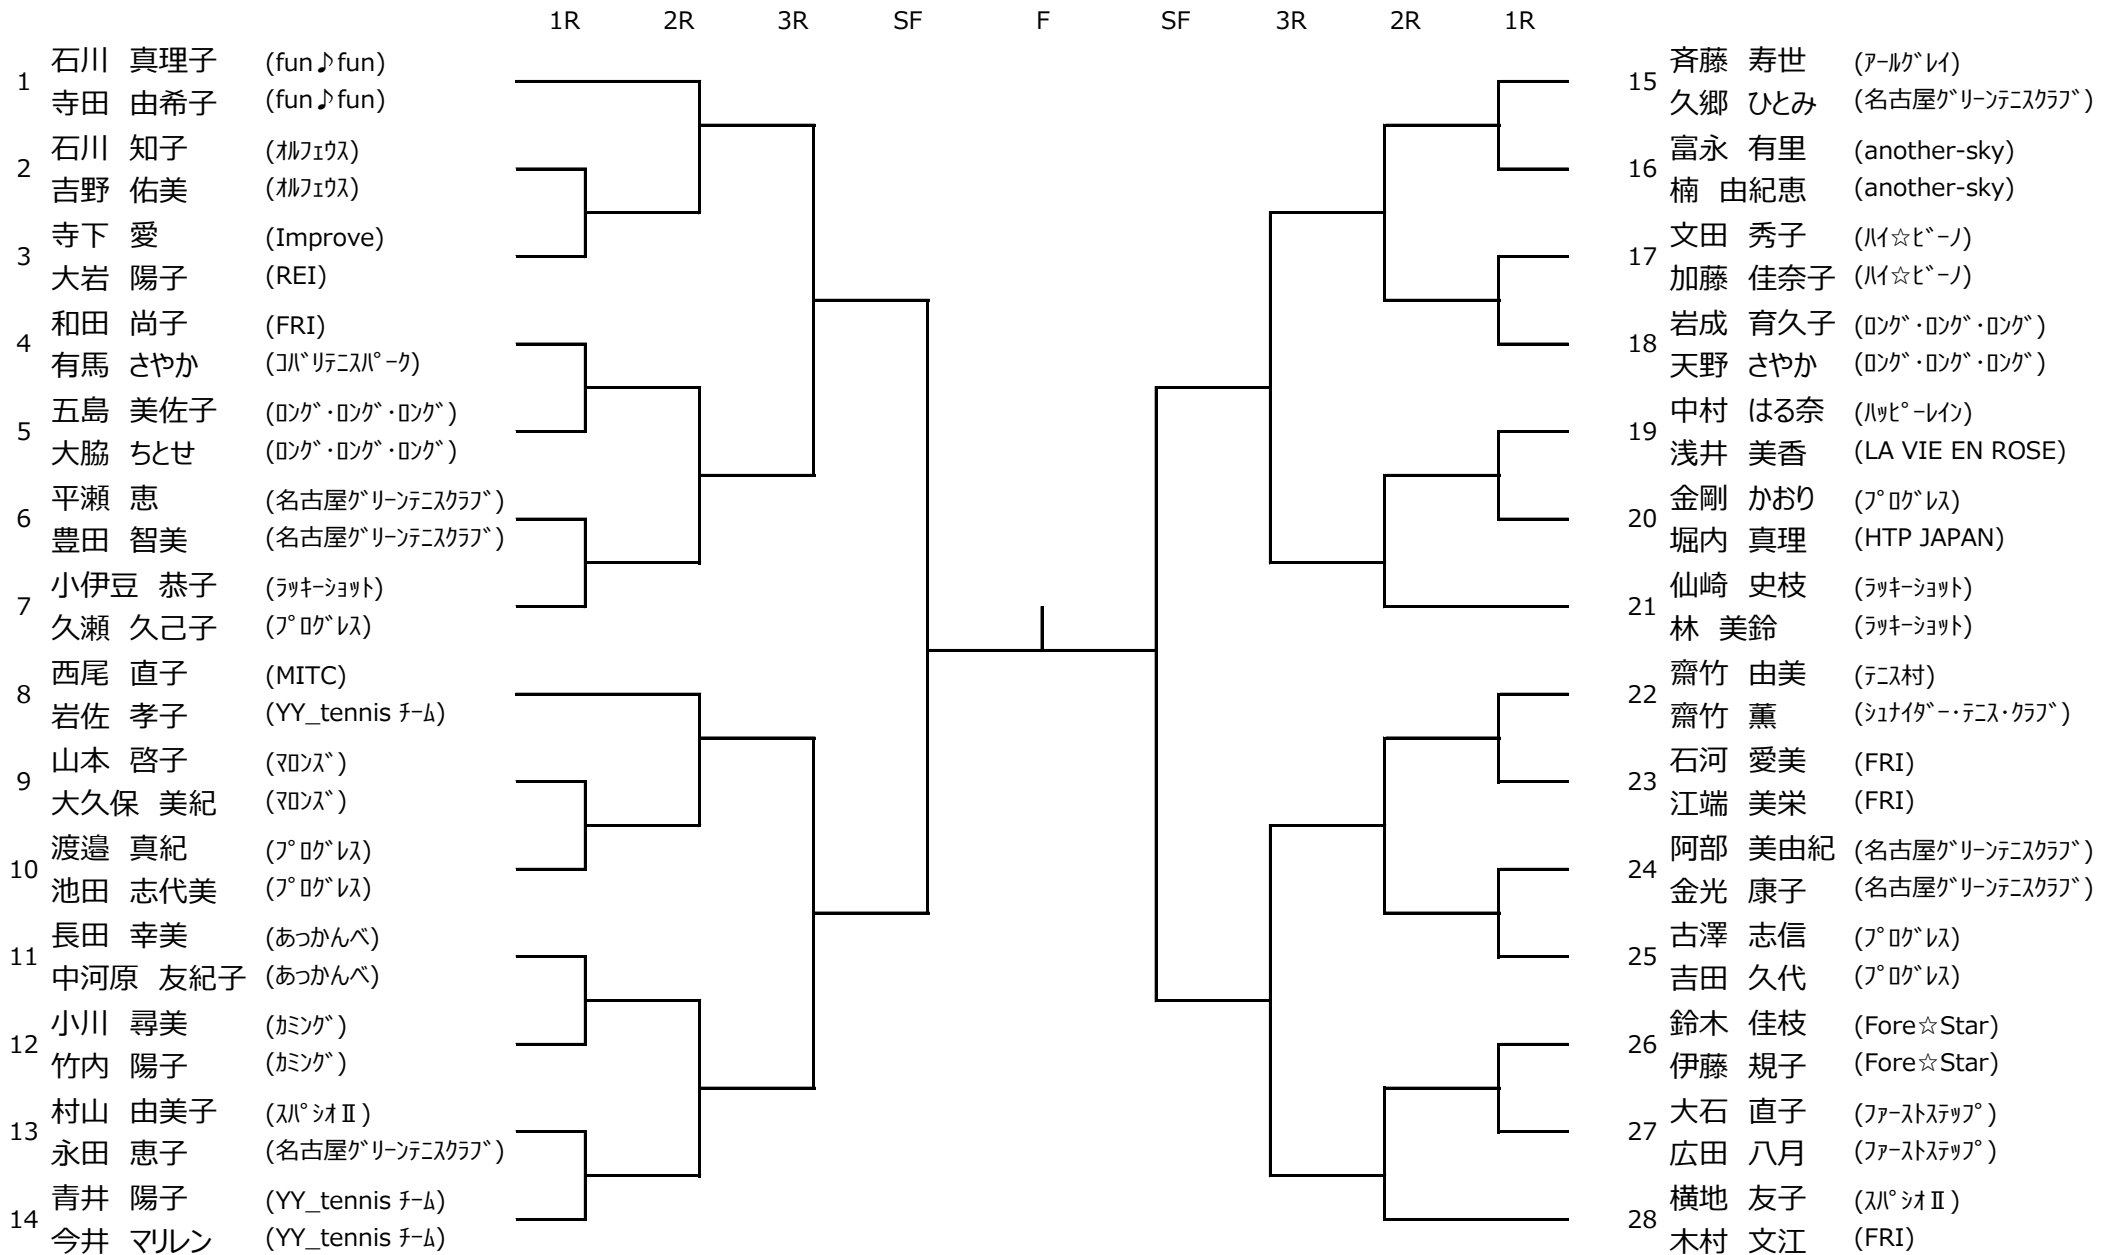 1R 2R 3R SF F SF 3R 2R 1R
1
石川 真理子 (fun♪fun)
寺田 由希子 (fun♪fun)
2
石川 知子 (ｵﾙﾌｪｳｽ)
吉野 佑美 (ｵﾙﾌｪｳｽ)
3
寺下 愛 (Improve)
大岩 陽子 (REI)
4
和田 尚子 (FRI)
有馬 さやか (ｺﾊﾞﾘﾃﾆｽﾊﾟｰｸ)
5
五島 美佐子 (ﾛﾝｸﾞ･ﾛﾝｸﾞ･ﾛﾝｸﾞ)
大脇 ちとせ (ﾛﾝｸﾞ･ﾛﾝｸﾞ･ﾛﾝｸﾞ)
6
平瀬 恵 (名古屋ｸﾞﾘｰﾝﾃﾆｽｸﾗﾌﾞ)
豊田 智美 (名古屋ｸﾞﾘｰﾝﾃﾆｽｸﾗﾌﾞ)
7
小伊豆 恭子 (ﾗｯｷｰｼｮｯﾄ)
久瀬 久己子 (ﾌﾟﾛｸﾞﾚｽ)
8
西尾 直子 (MITC)
岩佐 孝子 (YY_tennis ﾁｰﾑ)
9
山本 啓子 (ﾏﾛﾝｽﾞ)
大久保 美紀 (ﾏﾛﾝｽﾞ)
10
渡邉 真紀 (ﾌﾟﾛｸﾞﾚｽ)
池田 志代美 (ﾌﾟﾛｸﾞﾚｽ)
11
長田 幸美 (あっかんべ)
中河原 友紀子 (あっかんべ)
12
小川 尋美 (ｶﾐﾝｸﾞ)
竹内 陽子 (ｶﾐﾝｸﾞ)
13
村山 由美子 (ｽﾊﾟｼｵⅡ)
永田 恵子 (名古屋ｸﾞﾘｰﾝﾃﾆｽｸﾗﾌﾞ)
14
青井 陽子 (YY_tennis ﾁｰﾑ)
今井 マリレン (YY_tennis ﾁｰﾑ)
15
斉藤 寿世 (ｱｰﾙｸﾞﾚｲ)
久郷 ひとみ (名古屋ｸﾞﾘｰﾝﾃﾆｽｸﾗﾌﾞ)
16
富永 有里 (another-sky)
楠 由紀恵 (another-sky)
17
文田 秀子 (ﾊｲ☆ﾋﾞｰﾉ)
加藤 佳奈子 (ﾊｲ☆ﾋﾞｰﾉ)
18
岩成 育久子 (ﾛﾝｸﾞ･ﾛﾝｸﾞ･ﾛﾝｸﾞ)
天野 さやか (ﾛﾝｸﾞ･ﾛﾝｸﾞ･ﾛﾝｸﾞ)
19
中村 はる奈 (ﾊｯﾋﾟｰﾚｲﾝ)
浅井 美香 (LA VIE EN ROSE)
20
金剛 かおり (ﾌﾟﾛｸﾞﾚｽ)
堀内 真理 (HTP JAPAN)
21
仙崎 史枝 (ﾗｯｷｰｼｮｯﾄ)
林 美鈴 (ﾗｯｷｰｼｮｯﾄ)
22
齋竹 由美 (ﾃﾆｽ村)
齋竹 薫 (ｼｭﾅｲﾀﾞｰ･ﾃﾆｽ･ｸﾗﾌﾞ)
23
石河 愛美 (FRI)
江端 美栄 (FRI)
24
阿部 美由紀 (名古屋ｸﾞﾘｰﾝﾃﾆｽｸﾗﾌﾞ)
金光 康子 (名古屋ｸﾞﾘｰﾝﾃﾆｽｸﾗﾌﾞ)
25
古澤 志信 (ﾌﾟﾛｸﾞﾚｽ)
吉田 久代 (ﾌﾟﾛｸﾞﾚｽ)
26
鈴木 佳枝 (Fore☆Star)
伊藤 規子 (Fore☆Star)
27
大石 直子 (ﾌｧｰｽﾄｽﾃｯﾌﾟ)
広田 八月 (ﾌｧｰｽﾄｽﾃｯﾌﾟ)
28
横地 友子 (ｽﾊﾟｼｵⅡ)
木村 文江 (FRI)